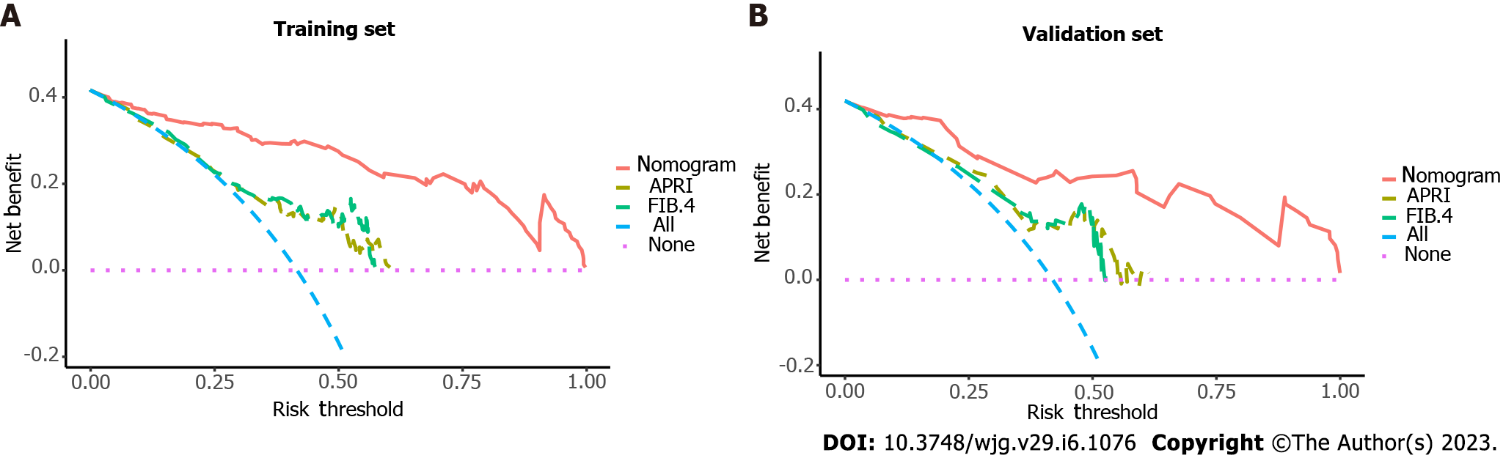 A
Training set
Net benefit
0.4
0.2
0.0
-0.2
0.00 0.25 0.50 0.75 1.00
Risk threshold
Nomogram
APRI
FIB.4
All
None
B
Validation set
Net benefit
0.4
0.2
0.0
-0.2
0.00 0.25 0.50 0.75 1.00
Risk threshold
Nomogram
APRI
FIB.4
All
None
DOI: 10.3748/wjg.v29.i6.1076 Copyright ©The Author(s) 2023.